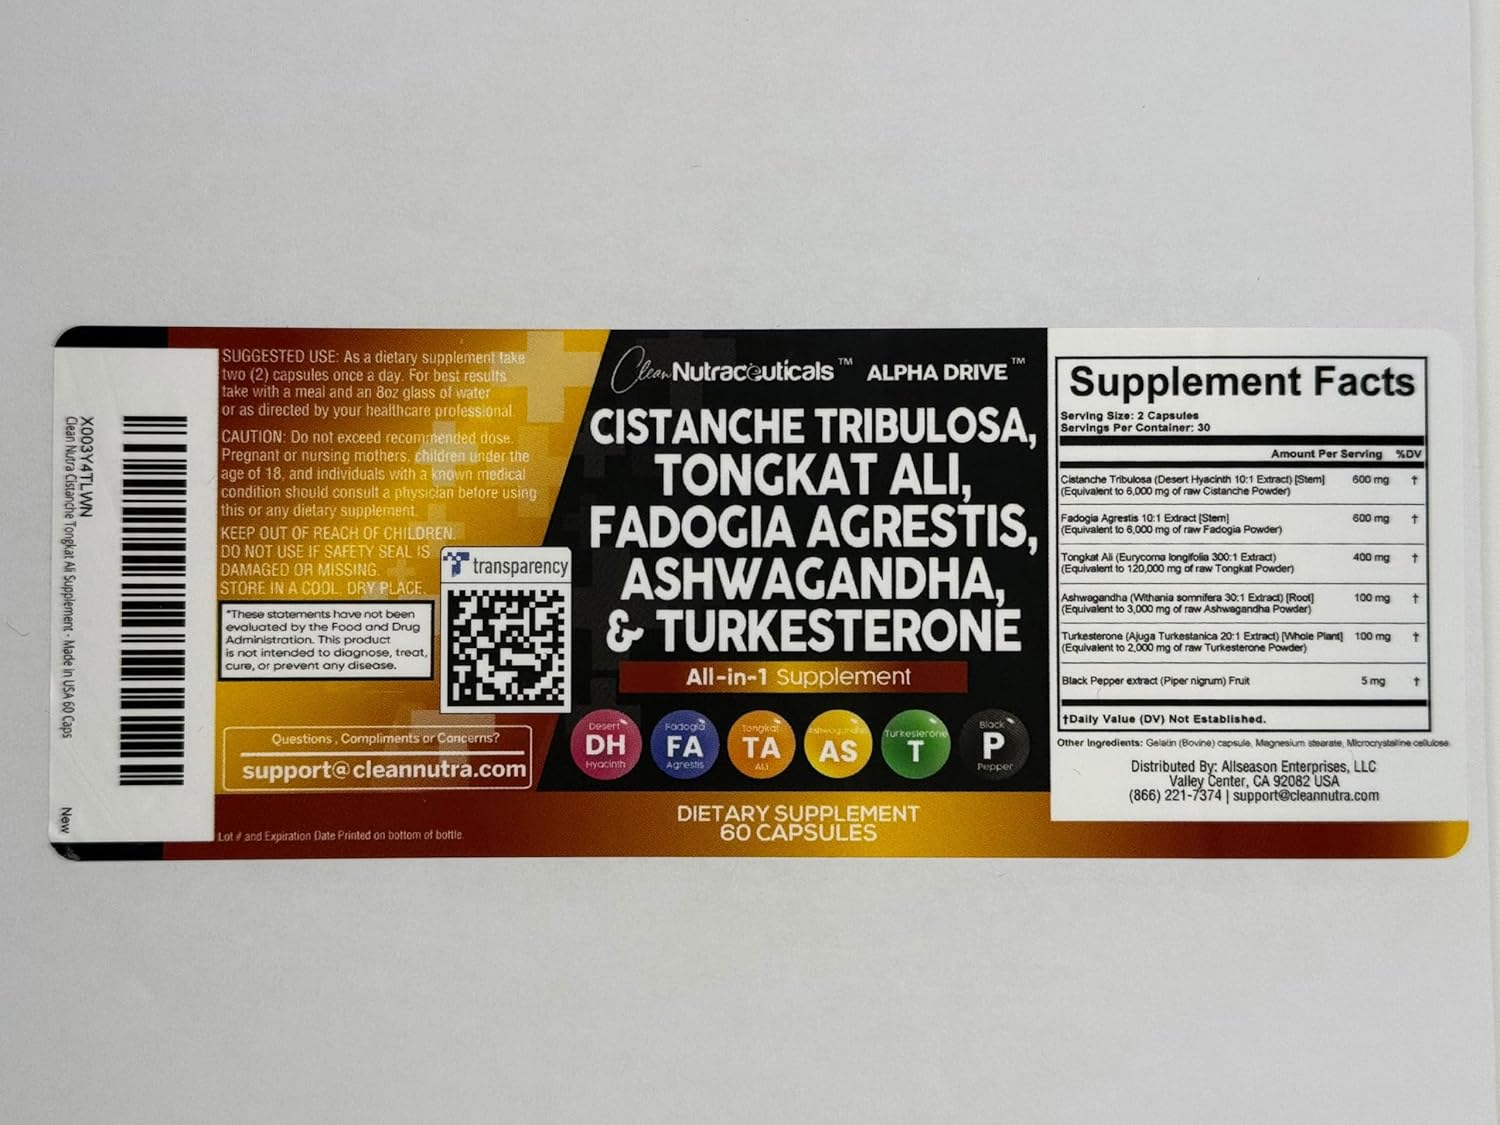 X003Y4TLWN
Clean Nutra Cistanche Tongkat Ali Supplement - Made in USA 60 Caps
New
SUGGESTED USE: As a dietary supplement take
two (2) capsules once a day. For best results
take with a meal and an 8oz glass of water
or as directed by your healthcare professional.
CAUTION: Do not exceed recommended dose.
Pregnant or nursing mothers, children under the
age of 18, and individuals with a known medical
condition should consult a physician before using
this or any dietary supplement.
KEEP OUT OF REACH OF CHILDREN.
DO NOT USE IF SAFETY SEAL IS
DAMAGED OR MISSING.
STORE IN A COOL, DRY PLACE.
*These statements have not been
evaluated by the Food and Drug
Administration. This product
is not intended to diagnose, treat,
cure, or prevent any disease.
transparency
Questions, Compliments or Concerns?
support@cleannutra.com
Lot # and Expiration Date Printed on bottom of bottle.
Clean Nutraceuticals™ ALPHA DRIVE™
CISTANCHE TRIBULOSA,
TONGKAT ALI,
FADOGIA AGRESTIS,
ASHWAGANDHA,
& TURKESTERONE
All-in-1 Supplement
Desert
DH
Hyacinth
Fadogia
FA
Agrestis
Tongkat
TA
ALI
Ashwagandha
AS
Turkesterone
T
Black
P
Pepper
DIETARY SUPPLEMENT
60 CAPSULES
Supplement Facts
Serving Size: 2 Capsules
Servings Per Container: 30
Amount Per Serving %DV
Cistanche Tribulosa (Desert Hyacinth 10:1 Extract) [Stem] 600 mg †
(Equivalent to 6,000 mg of raw Cistanche Powder)
Fadogia Agrestis 10:1 Extract [Stem] 600 mg †
(Equivalent to 6,000 mg of raw Fadogia Powder)
Tongkat Ali (Eurycoma longifolia 300:1 Extract) 400 mg †
(Equivalent to 120,000 mg of raw Tongkat Powder)
Ashwagandha (Withania somnifera 30:1 Extract) [Root] 100 mg †
(Equivalent to 3,000 mg of raw Ashwagandha Powder)
Turkesterone (Ajuga Turkestanica 20:1 Extract) [Whole Plant] 100 mg †
(Equivalent to 2,000 mg of raw Turkesterone Powder)
Black Pepper extract (Piper nigrum) Fruit 5 mg †
†Daily Value (DV) Not Established.
Other Ingredients: Gelatin (Bovine) capsule, Magnesium stearate, Microcrystalline cellulose
Distributed By: Allseason Enterprises, LLC
Valley Center, CA 92082 USA
(866) 221-7374 | support@cleannutra.com